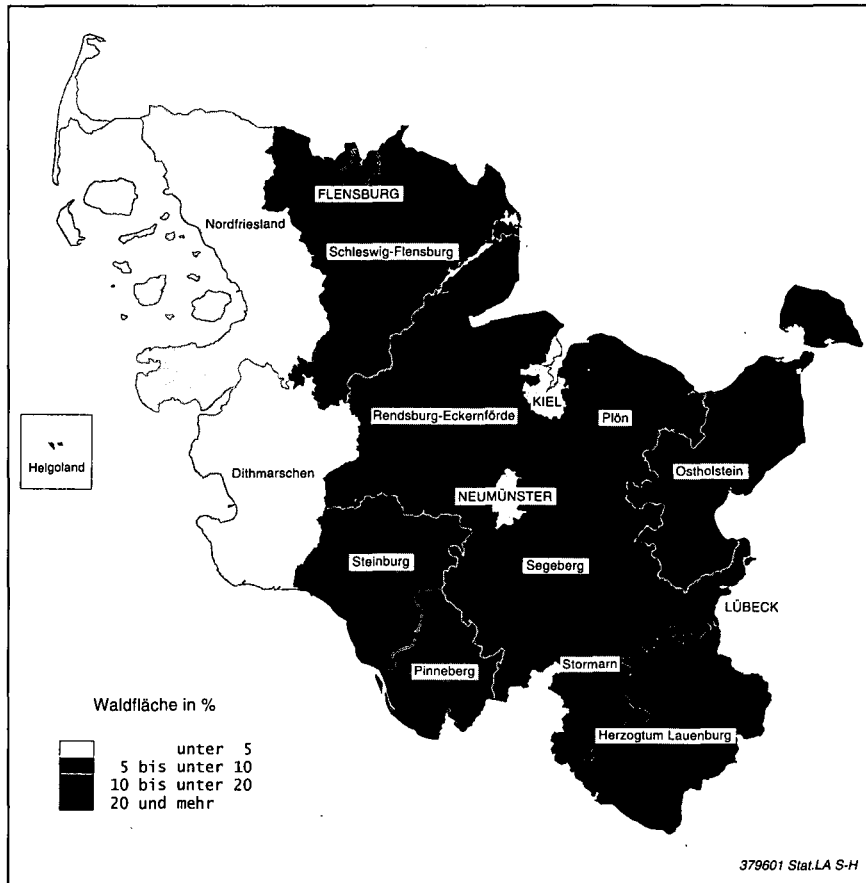 FLENSBURG
Nordfriesland
Schleswig-Flensburg
KIEL
Rendsburg-Eckernförde
Plön
Helgoland
Dithmarschen
Ostholstein
NEUMÜNSTER
Steinburg
Segeberg
LÜBECK
Pinneberg
Stormarn
Herzogtum Lauenburg
Waldfläche in %
unter 5
5 bis unter 10
10 bis unter 20
20 und mehr
379601 Stat.LA S-H